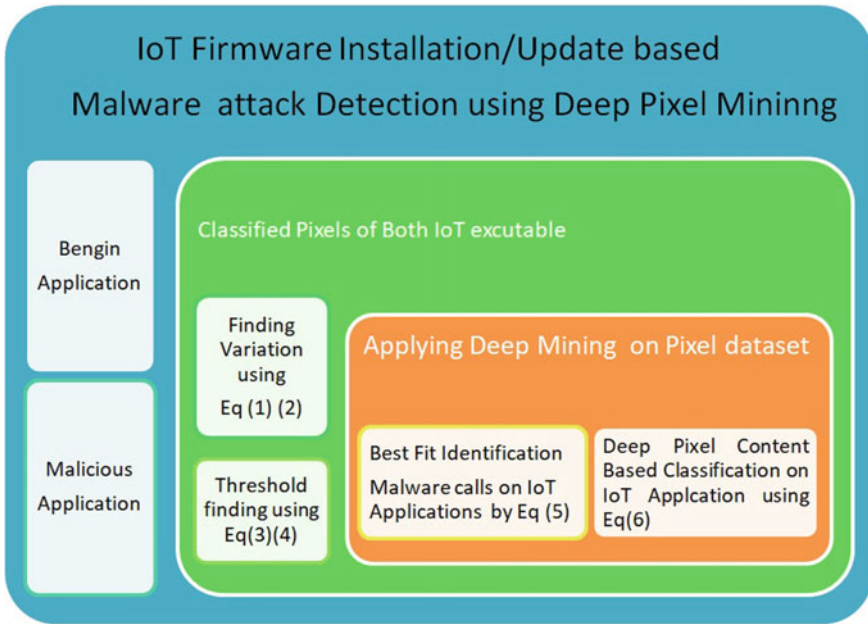 IoT Firmware Installation/Update based
Malware attack Detection using Deep Pixel Mininng
Bengin
Application
Malicious
Application
Classified Pixels of Both IoT excutable
Finding
Variation
using
Eq (1) (2)
Threshold
finding using
Eq(3)(4)
Applying Deep Mining on Pixel dataset
Best Fit Identification
Malware calls on IoT
Applications by Eq (5)
Deep Pixel Content
Based Classification on
IoT Applcation using
Eq(6)